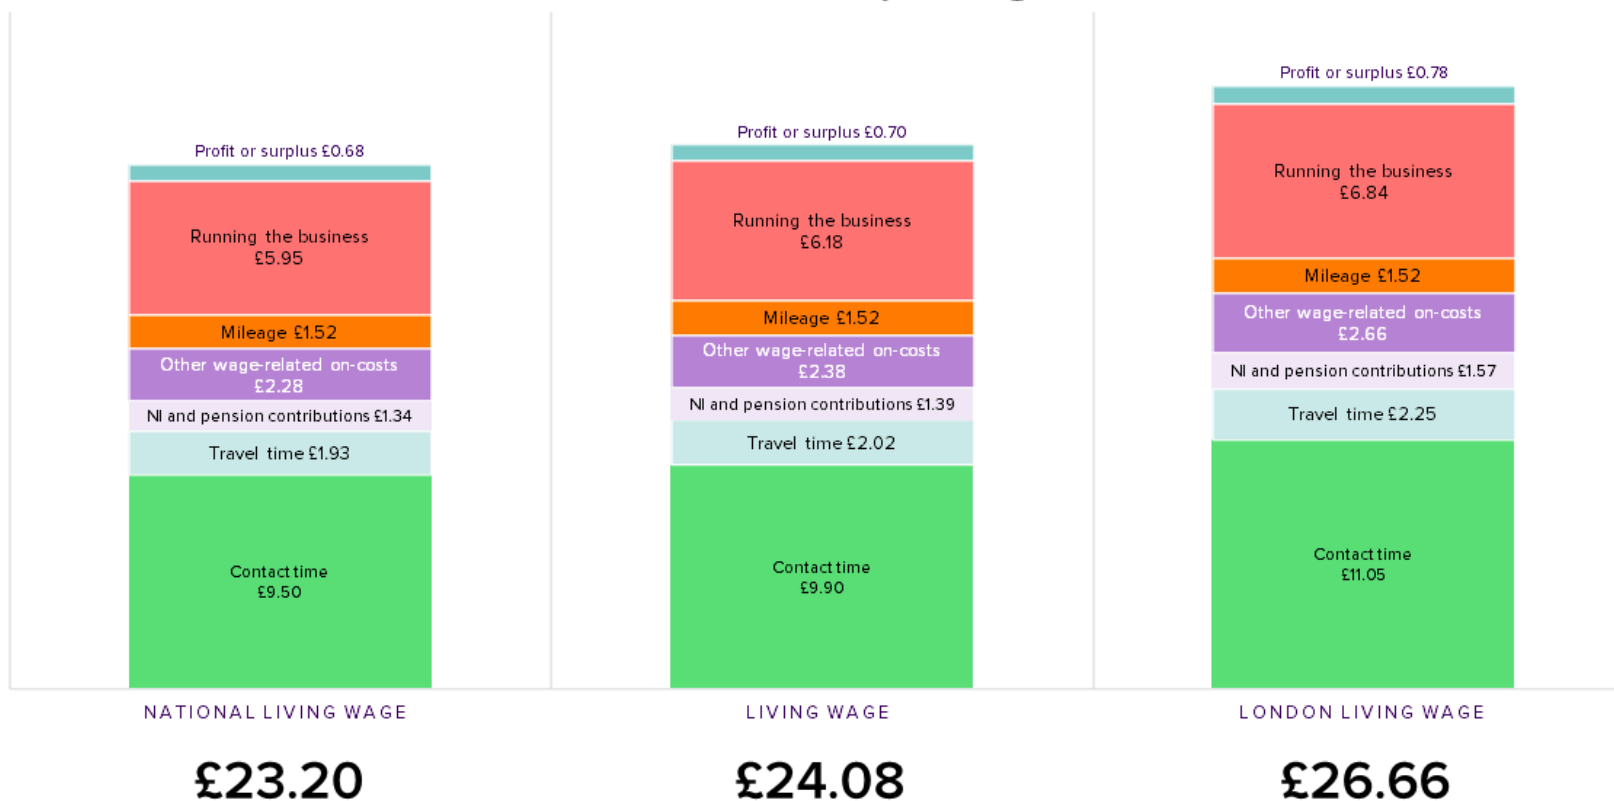 Profit or surplus £0.68
Running the business
£5.95
Mileage £1.52
Other wage-related on-costs
£2.28
NI and pension contributions £1.34
Travel time £1.93
Contact time
£9.50
NATIONAL LIVING WAGE
£23.20
Profit or surplus £0.70
Running the business
£6.18
Mileage £1.52
Other wage-related on-costs
£2.38
NI and pension contributions £1.39
Travel time £2.02
Contact time
£9.90
LIVING WAGE
£24.08
Profit or surplus £0.78
Running the business
£6.84
Mileage £1.52
Other wage-related on-costs
£2.66
NI and pension contributions £1.57
Travel time £2.25
Contact time
£11.05
LONDON LIVING WAGE
£26.66